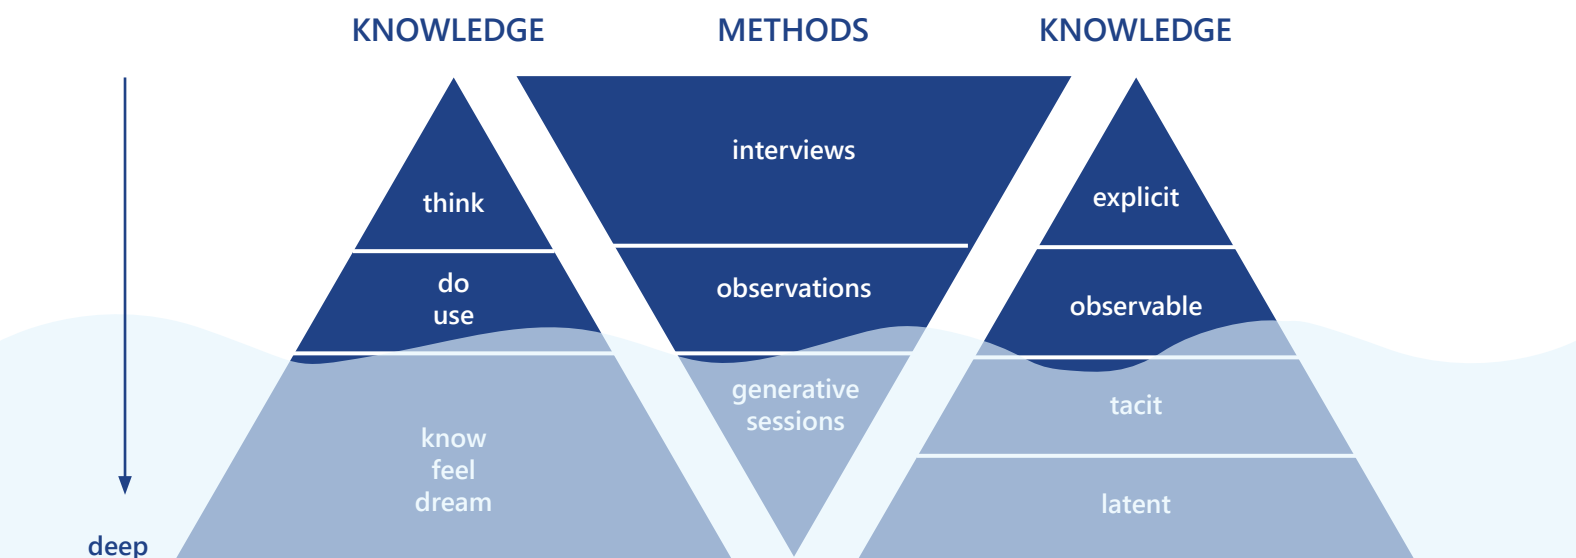 KNOWLEDGE
METHODS
KNOWLEDGE
think
do
use
know
feel
dream
interviews
observations
generative
sessions
explicit
observable
tacit
latent
deep